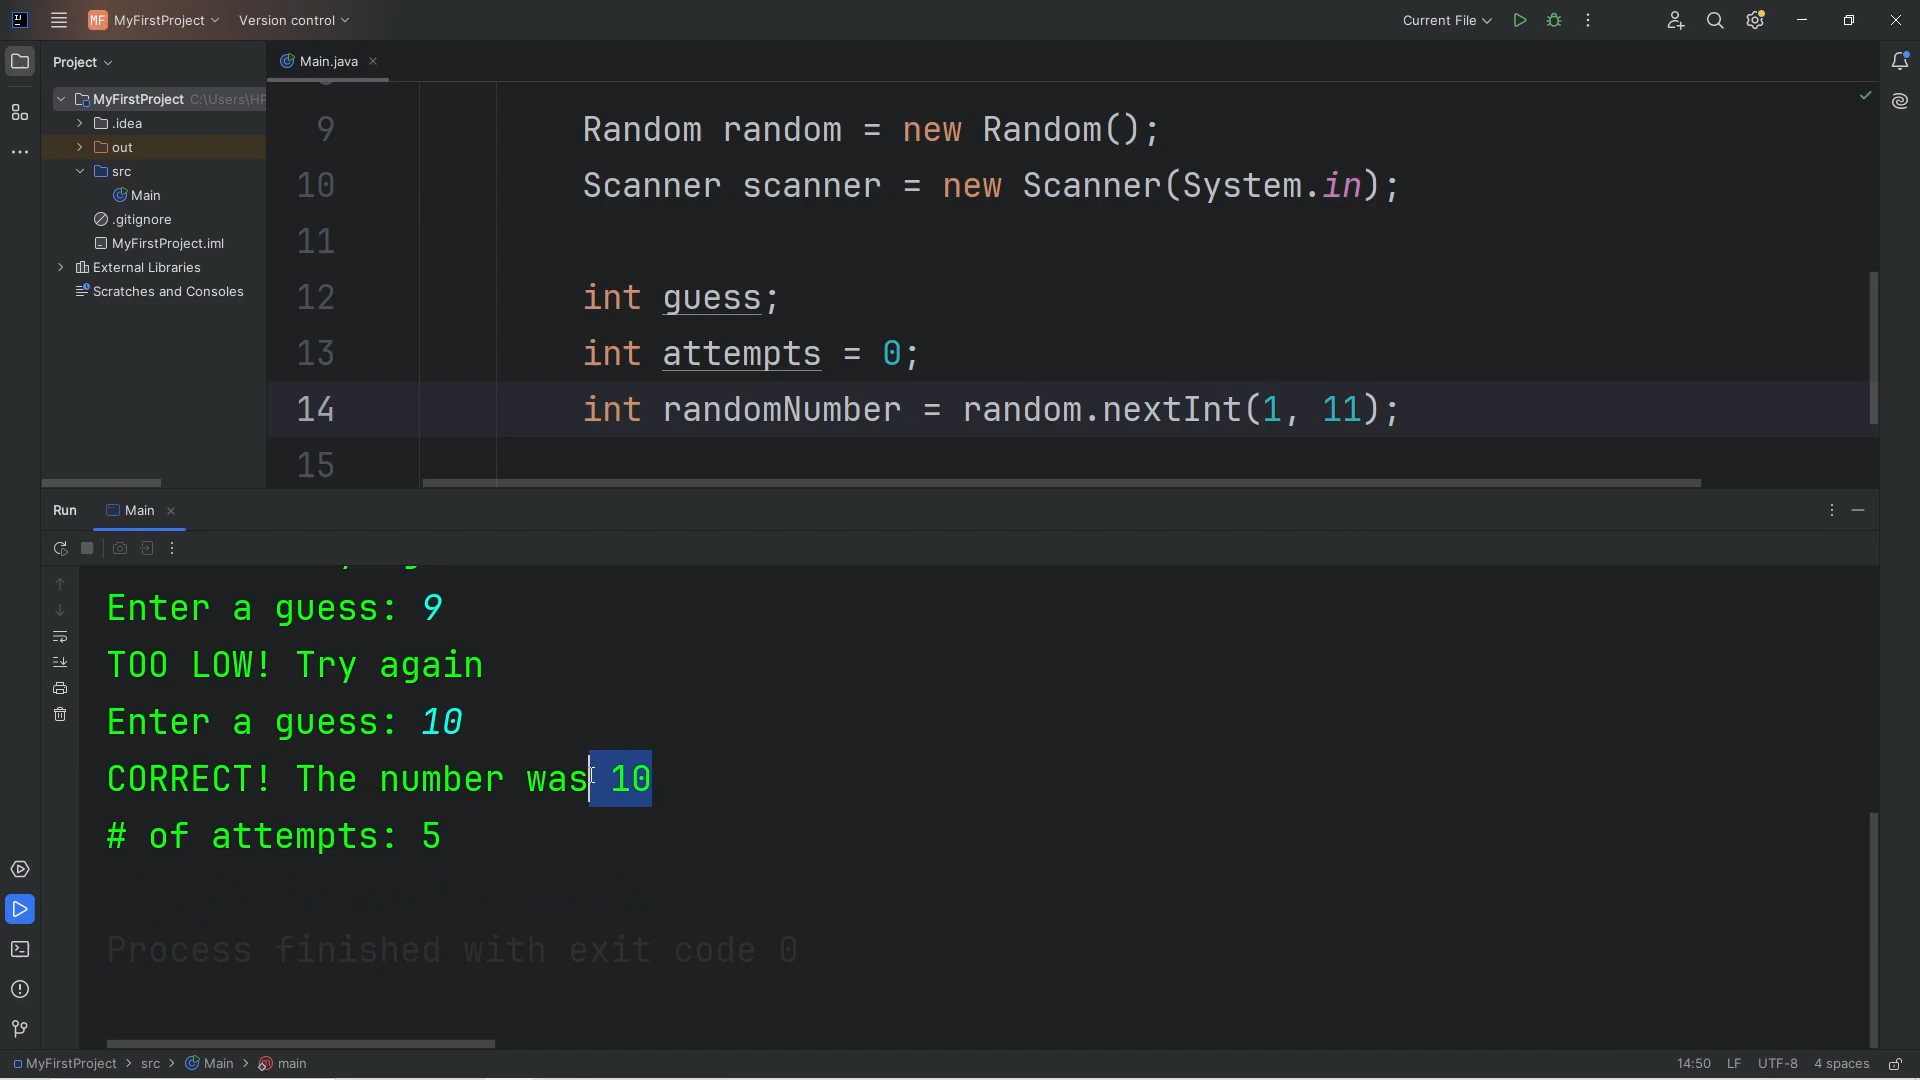 MF MyFirstProject Version control Current File
Project
Main.java
MyFirstProject C:\Users\HP
.idea
out
src
Main
.gitignore
MyFirstProject.iml
External Libraries
Scratches and Consoles
9 Random random = new Random();
10 Scanner scanner = new Scanner(System.in);
11
12 int guess;
13 int attempts = 0;
14 int randomNumber = random.nextInt(1, 11);
15
Run Main
Enter a guess: 9
TOO LOW! Try again
Enter a guess: 10
CORRECT! The number was 10
# of attempts: 5
Process finished with exit code 0
MyFirstProject > src > Main > main 14:50 LF UTF-8 4 spaces